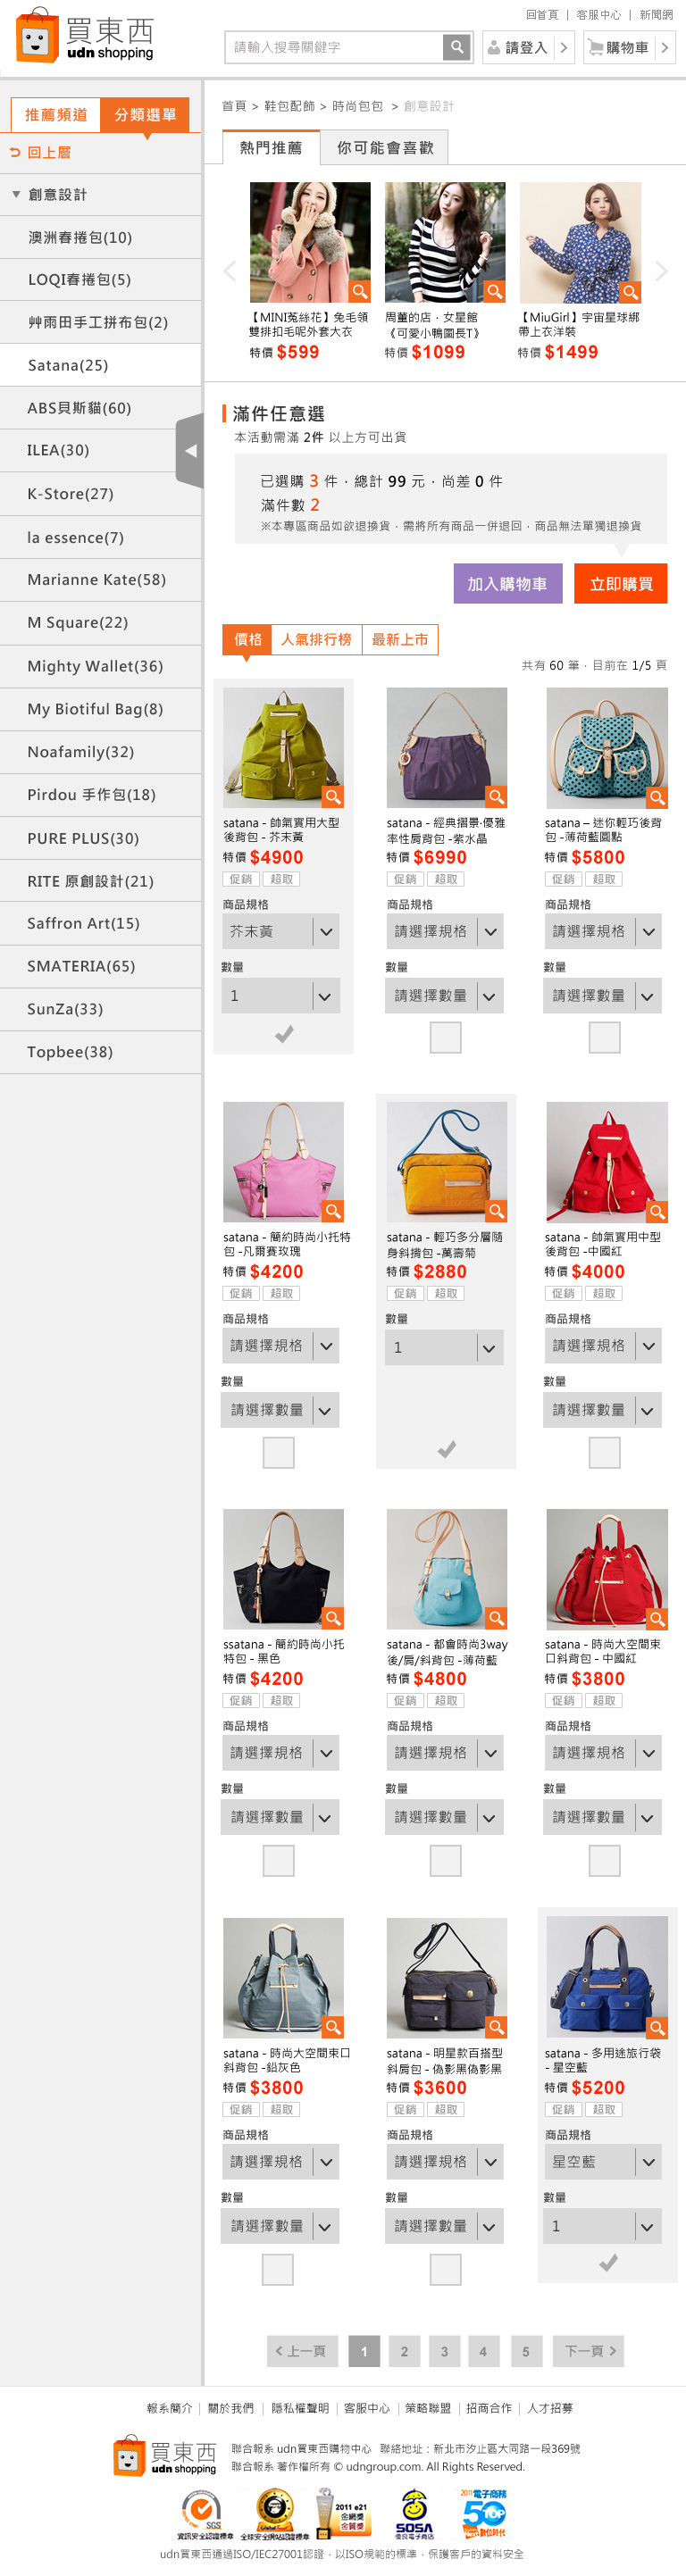 回首頁 | 客服中心 | 新聞網
買東西
udn shopping
請輸入搜尋關鍵字
請登入
購物車
推薦頻道 分類選單
回上層
創意設計
澳洲春捲包(10)
LOQI春捲包(5)
艸雨田手工拼布包(2)
Satana(25)
ABS貝斯貓(60)
ILEA(30)
K-Store(27)
la essence(7)
Marianne Kate(58)
M Square(22)
Mighty Wallet(36)
My Biotiful Bag(8)
Noafamily(32)
Pirdou 手作包(18)
PURE PLUS(30)
RITE 原創設計(21)
Saffron Art(15)
SMATERIA(65)
SunZa(33)
Topbee(38)
首頁 > 鞋包配飾 > 時尚包包 > 創意設計
熱門推薦 你可能會喜歡
【MINI兔絲花】兔毛領
雙排扣毛呢外套大衣
特價 $599
周董的店．女星館
《可愛小鴨圖長T》
特價 $1099
【MiuGirl】宇宙星球綁
帶上衣洋裝
特價 $1499
滿件任意選
本活動需滿 2件 以上方可出貨
已選購 3 件．總計 99 元．尚差 0 件
滿件數 2
※本專區商品如欲退換貨．需將所有商品一併退回．商品無法單獨退換貨
加入購物車 立即購買
價格 人氣排行榜 最新上市
共有 60 筆．目前在 1/5 頁
satana - 帥氣實用大型
後背包 - 芥末黃
特價 $4900
促銷 超取
商品規格
芥末黃
數量
1
satana - 經典摺景‧優雅
率性肩背包 -紫水晶
特價 $6990
促銷 超取
商品規格
請選擇規格
數量
請選擇數量
satana – 迷你輕巧後背
包 -薄荷藍圓點
特價 $5800
促銷 超取
商品規格
請選擇規格
數量
請選擇數量
satana - 簡約時尚小托特
包 -凡爾賽玫瑰
特價 $4200
促銷 超取
商品規格
請選擇規格
數量
請選擇數量
satana - 輕巧多分層隨
身斜揹包 -萬壽菊
特價 $2880
促銷 超取
數量
1
satana - 帥氣實用中型
後背包 -中國紅
特價 $4000
促銷 超取
商品規格
請選擇規格
數量
請選擇數量
ssatana - 簡約時尚小托
特包 - 黑色
特價 $4200
促銷 超取
商品規格
請選擇規格
數量
請選擇數量
satana - 都會時尚3way
後/肩/斜背包 -薄荷藍
特價 $4800
促銷 超取
商品規格
請選擇規格
數量
請選擇數量
satana - 時尚大空間束
口斜背包 - 中國紅
特價 $3800
促銷 超取
商品規格
請選擇規格
數量
請選擇數量
satana - 時尚大空間束口
斜背包 -鉛灰色
特價 $3800
促銷 超取
商品規格
請選擇規格
數量
請選擇數量
satana - 明星款百搭型
斜肩包 - 偽影黑偽影黑
特價 $3600
促銷 超取
商品規格
請選擇規格
數量
請選擇數量
satana - 多用途旅行袋
- 星空藍
特價 $5200
促銷 超取
商品規格
星空藍
數量
1
上一頁 1 2 3 4 5 下一頁
報系簡介 | 關於我們 | 隱私權聲明 | 客服中心 | 策略聯盟 | 招商合作 | 人才招募
買東西
udn shopping
聯合報系 udn買東西購物中心 聯絡地址：新北市汐止區大同路一段369號
聯合報系 著作權所有 © udngroup.com. All Rights Reserved.
SGS
資訊安全認證標章
全球安全網站認證標章
2011 e21
金網獎
金質獎
SOSA
優良電子商店
2011電子商務
50 TOP
數位時代
udn買東西通過ISO/IEC27001認證．以ISO規範的標準．保護客戶的資料安全